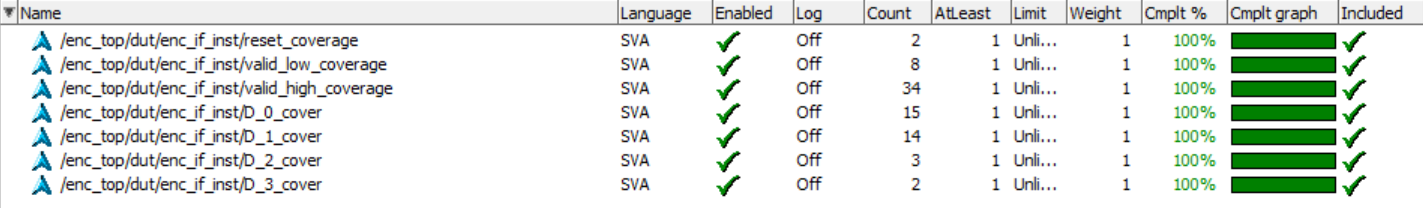 Name Language Enabled Log Count AtLeast Limit Weight Cmplt % Cmplt graph Included
/enc_top/dut/enc_if_inst/reset_coverage SVA Off 2 1 Unli... 1 100%
/enc_top/dut/enc_if_inst/valid_low_coverage SVA Off 8 1 Unli... 1 100%
/enc_top/dut/enc_if_inst/valid_high_coverage SVA Off 34 1 Unli... 1 100%
/enc_top/dut/enc_if_inst/D_0_cover SVA Off 15 1 Unli... 1 100%
/enc_top/dut/enc_if_inst/D_1_cover SVA Off 14 1 Unli... 1 100%
/enc_top/dut/enc_if_inst/D_2_cover SVA Off 3 1 Unli... 1 100%
/enc_top/dut/enc_if_inst/D_3_cover SVA Off 2 1 Unli... 1 100%